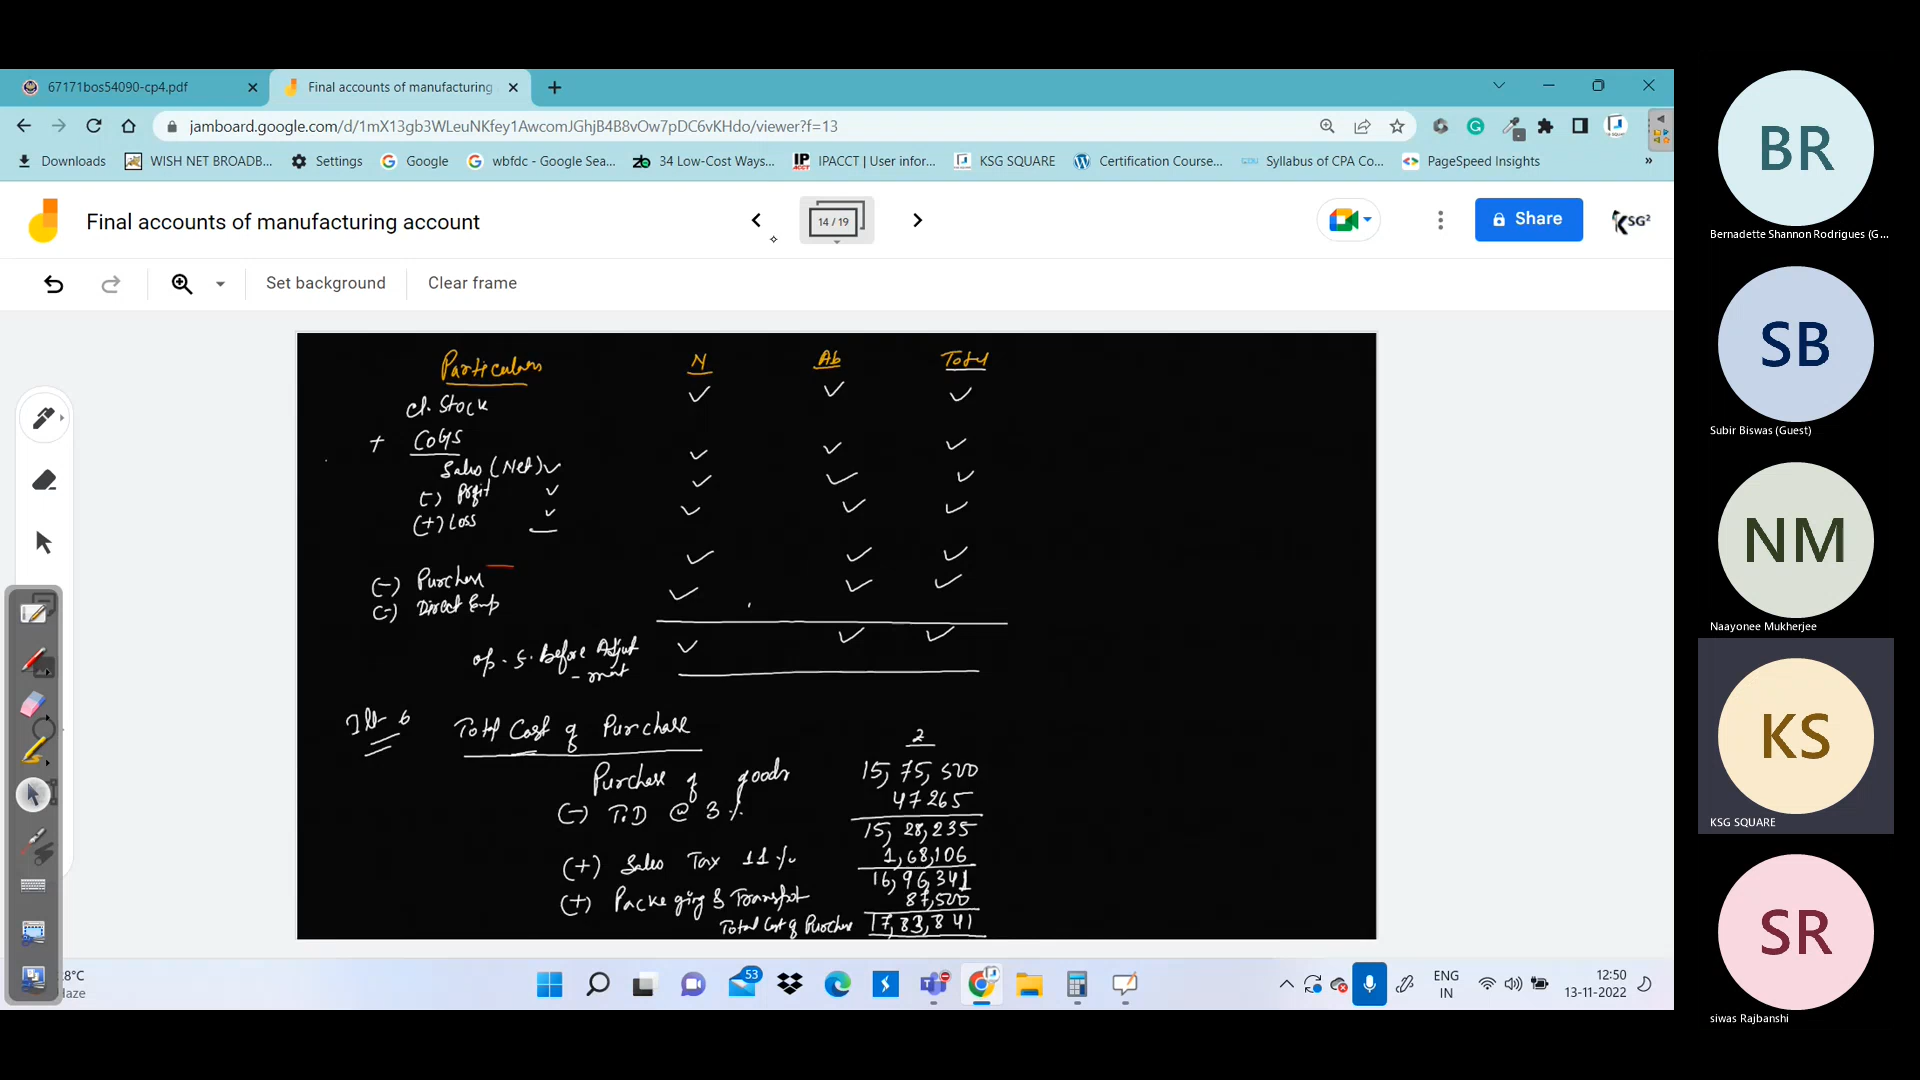 67171bos54090-cp4.pdf
Final accounts of manufacturing
jamboard.google.com/d/1mX13gb3WLeuNKfey1AwcomJGhjB4B8vOw7pDC6vKHdo/viewer?f=13
Downloads
WISH NET BROADB...
Settings
Google
wbfdc - Google Sea...
34 Low-Cost Ways...
IPACCT | User infor...
KSG SQUARE
Certification Course...
Syllabus of CPA Co...
PageSpeed Insights
»
Final accounts of manufacturing account
14 / 19
Share
KSG²
Set background
Clear frame
Particulars N Ab Total
cl. Stock
+ COGS
Sales (Net)
(-) Profit
(+) Loss
(-) Purchase
(-) Direct Exp
op. S. Before Adjust
- ment
Ill- 6 Total Cost of Purchase
Purchase of goods 15,75,500
(-) T.D @ 3 % 47265
15,28,235
(+) Sales Tax 11 % 1,68,106
16,96,341
(+) Packeging & Transport 87,500
Total Cost of Purchase 17,83,841
8°C
aze
53
ENG
IN
12:50
13-11-2022
BR
Bernadette Shannon Rodrigues (G...
SB
Subir Biswas (Guest)
NM
Naayonee Mukherjee
KS
KSG SQUARE
SR
siwas Rajbanshi